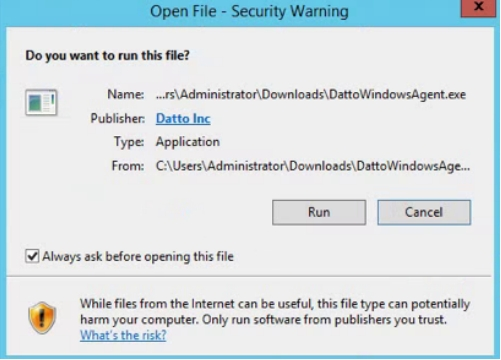 Open File - Security Warning
x
Do you want to run this file?
Name: ...rs\Administrator\Downloads\DattoWindowsAgent.exe
Publisher: Datto Inc
Type: Application
From: C:\Users\Administrator\Downloads\DattoWindowsAge...
Run Cancel
Always ask before opening this file
While files from the Internet can be useful, this file type can potentially
harm your computer. Only run software from publishers you trust.
What's the risk?